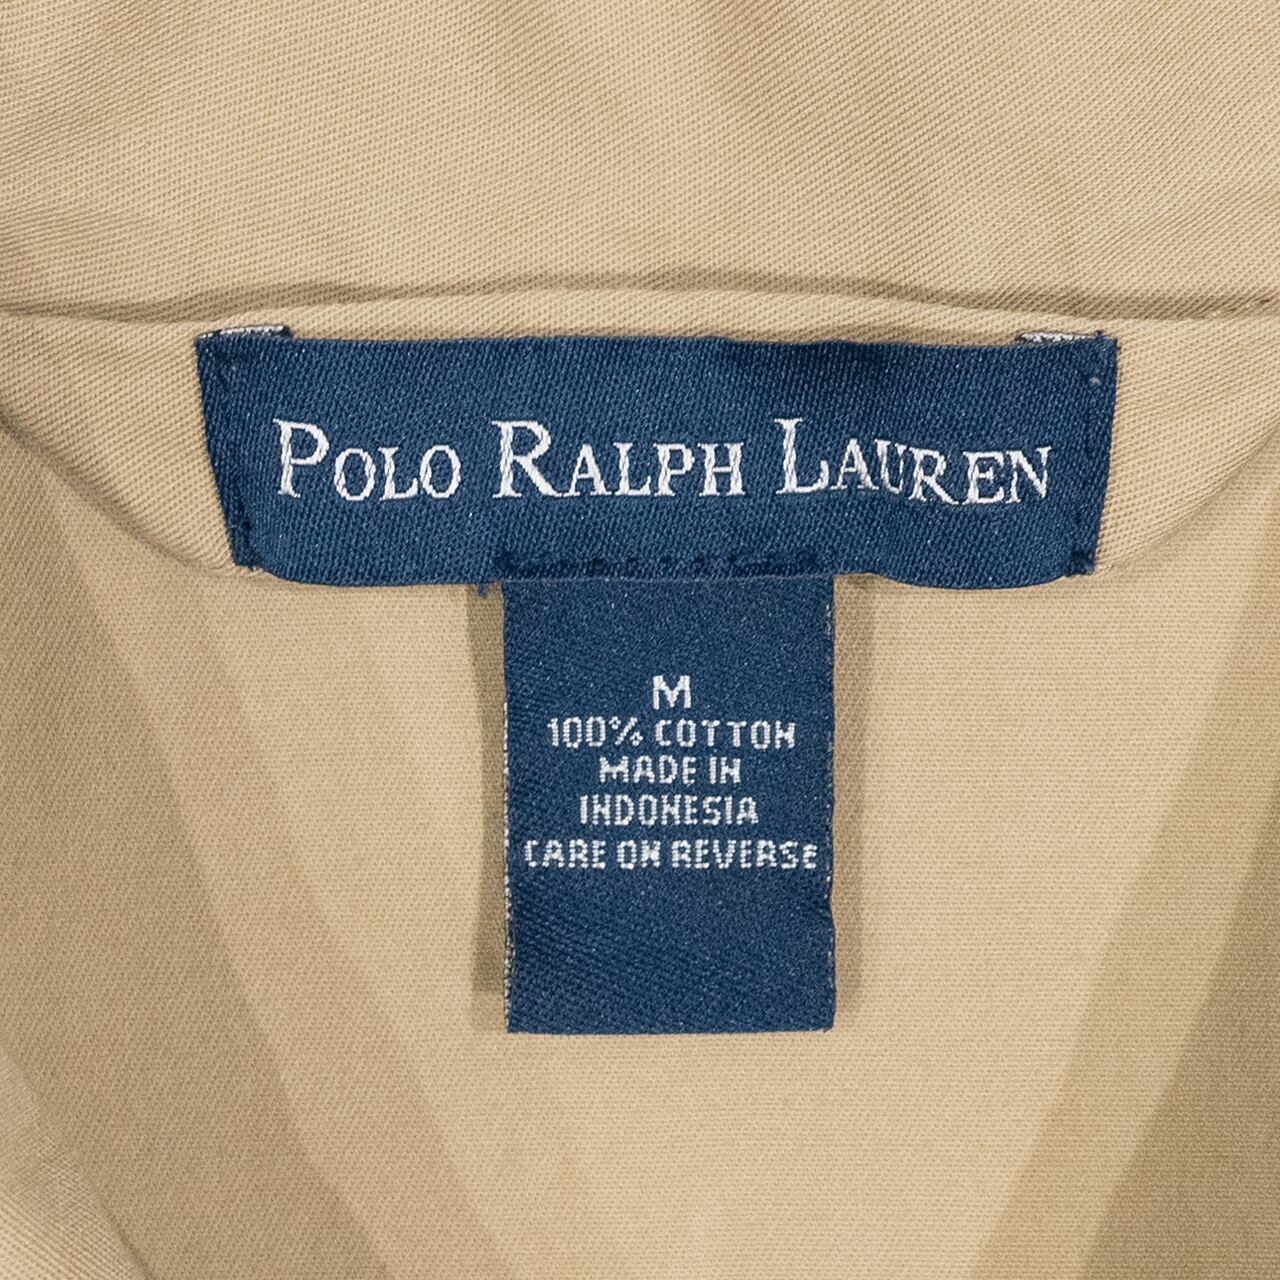 POLO RALPH LAUREN
M
100% COTTON
MADE IN
INDONESIA
CARE ON REVERSE